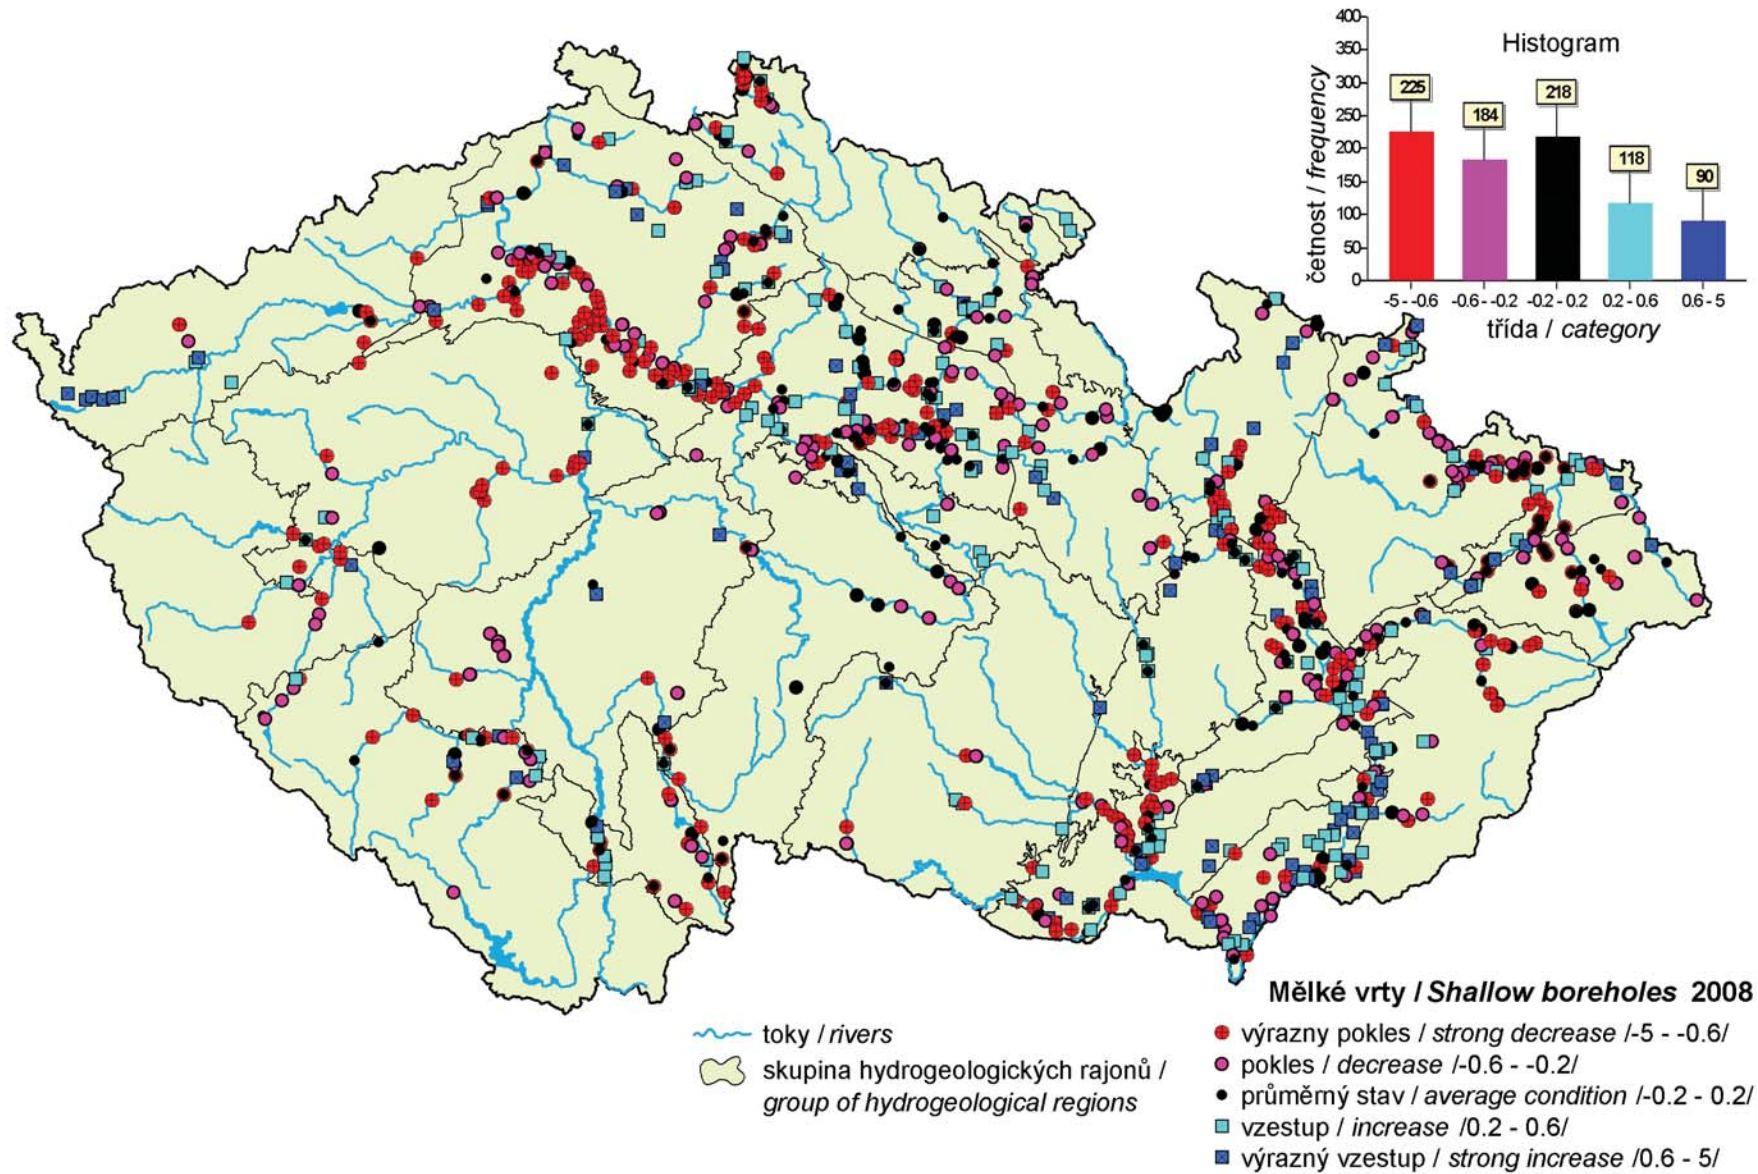 Histogram
četnost / frequency
400
350
300
250
200
150
100
50
0
225
184
218
118
90
-5 - -0.6
-0.6 - -0.2
-0.2 - 0.2
0.2 - 0.6
0.6 - 5
třída / category
Mělké vrty / Shallow boreholes 2008
toky / rivers
skupina hydrogeologických rajonů /
group of hydrogeological regions
výrazny pokles / strong decrease /-5 - -0.6/
pokles / decrease /-0.6 - -0.2/
průměrný stav / average condition /-0.2 - 0.2/
vzestup / increase /0.2 - 0.6/
výrazný vzestup / strong increase /0.6 - 5/